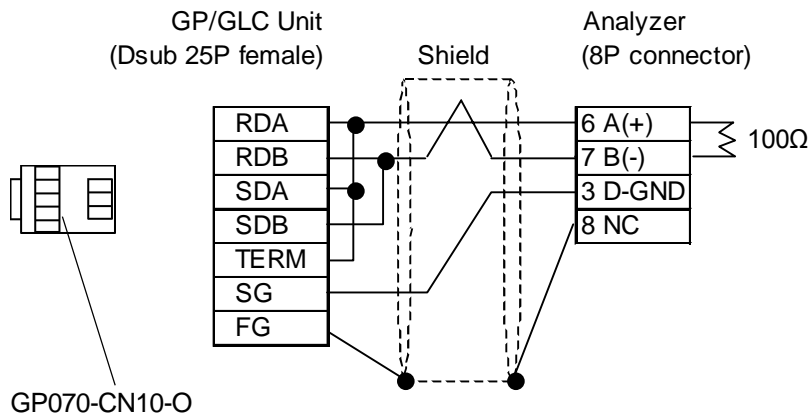 GP/GLC Unit
(Dsub 25P female)
Shield
Analyzer
(8P connector)
RDA
RDB
SDA
SDB
TERM
SG
FG
6 A(+)
7 B(-)
3 D-GND
8 NC
100Ω
GP070-CN10-O